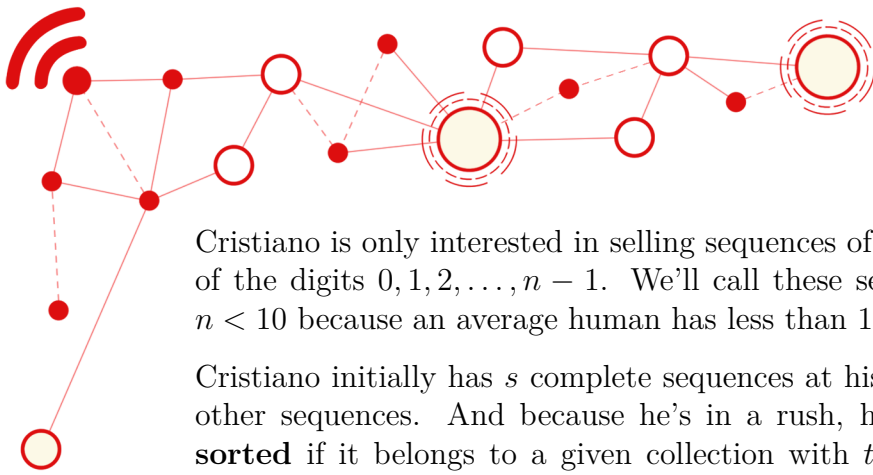 Cristiano is only interested in selling sequences of
of the digits 0, 1, 2, . . . , n − 1. We'll call these se
n < 10 because an average human has less than 1
Cristiano initially has s complete sequences at his
other sequences. And because he's in a rush, h
sorted if it belongs to a given collection with t